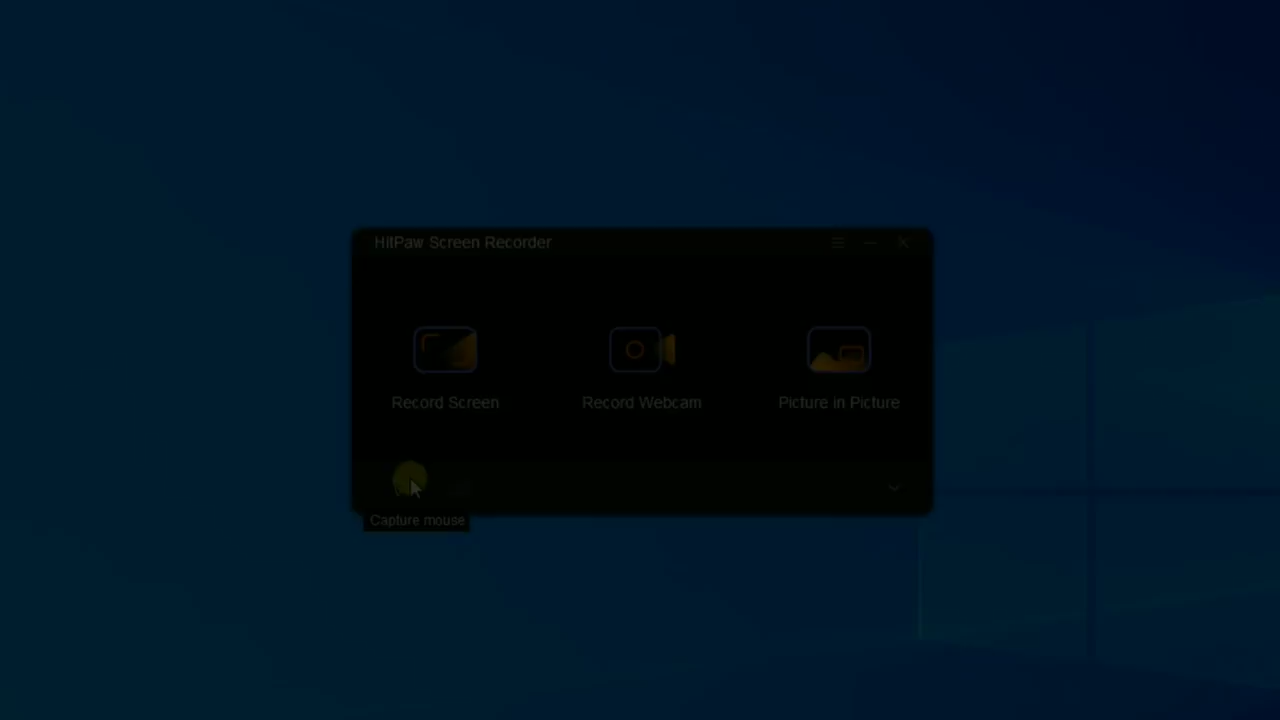 HitPaw Screen Recorder
Record Screen
Record Webcam
Picture in Picture
Capture mouse